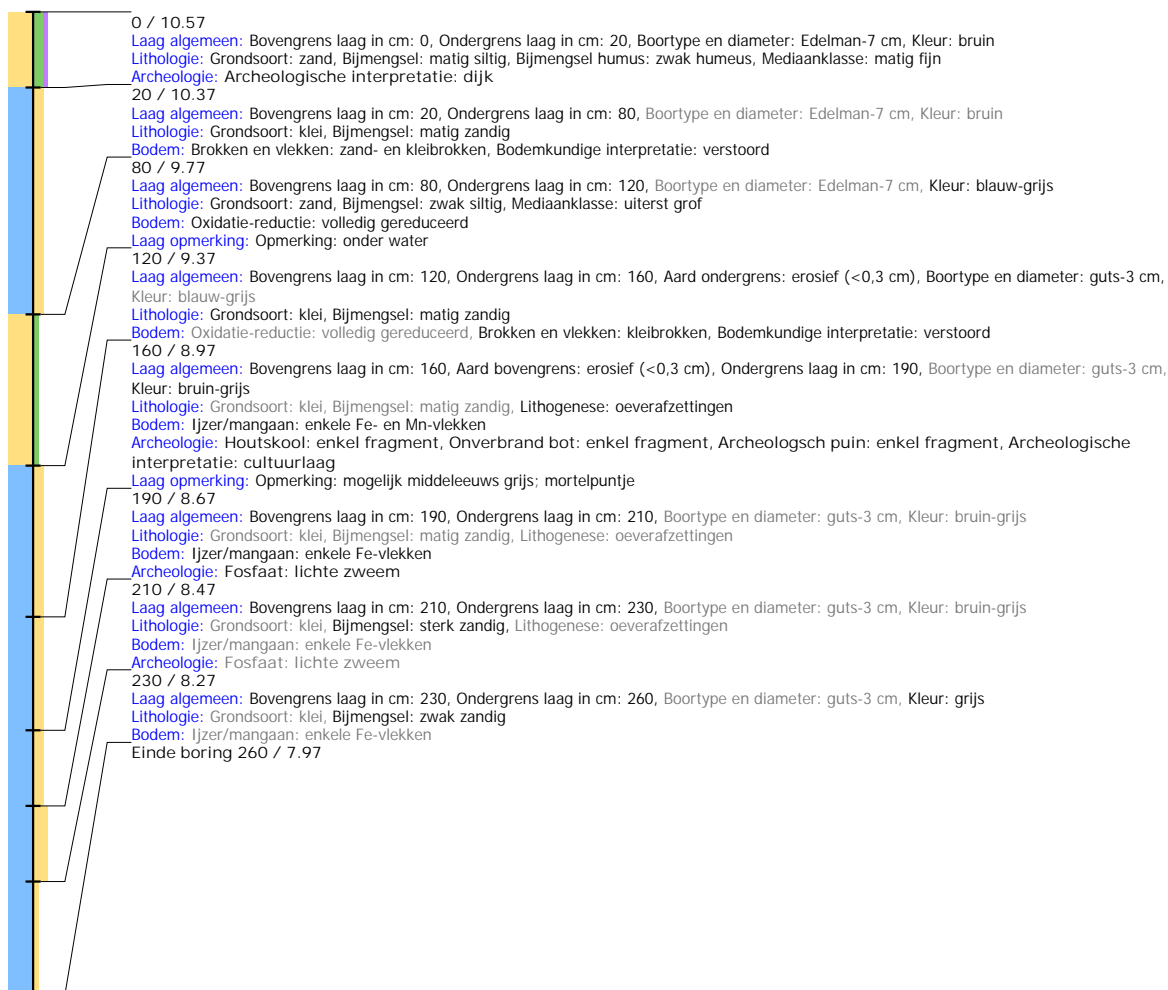 0 / 10.57
Laag algemeen: Bovengrens laag in cm: 0, Ondergrens laag in cm: 20, Boortype en diameter: Edelman-7 cm, Kleur: bruin
Lithologie: Grondsoort: zand, Bijmengsel: matig siltig, Bijmengsel humus: zwak humeus, Mediaanklasse: matig fijn
Archeologie: Archeologische interpretatie: dijk
20 / 10.37
Laag algemeen: Bovengrens laag in cm: 20, Ondergrens laag in cm: 80, Boortype en diameter: Edelman-7 cm, Kleur: bruin
Lithologie: Grondsoort: klei, Bijmengsel: matig zandig
Bodem: Brokken en vlekken: zand- en kleibrokken, Bodemkundige interpretatie: verstoord
80 / 9.77
Laag algemeen: Bovengrens laag in cm: 80, Ondergrens laag in cm: 120, Boortype en diameter: Edelman-7 cm, Kleur: blauw-grijs
Lithologie: Grondsoort: zand, Bijmengsel: zwak siltig, Mediaanklasse: uiterst grof
Bodem: Oxidatie-reductie: volledig gereduceerd
Laag opmerking: Opmerking: onder water
120 / 9.37
Laag algemeen: Bovengrens laag in cm: 120, Ondergrens laag in cm: 160, Aard ondergrens: erosief (<0,3 cm), Boortype en diameter: guts-3 cm,
Kleur: blauw-grijs
Lithologie: Grondsoort: klei, Bijmengsel: matig zandig
Bodem: Oxidatie-reductie: volledig gereduceerd, Brokken en vlekken: kleibrokken, Bodemkundige interpretatie: verstoord
160 / 8.97
Laag algemeen: Bovengrens laag in cm: 160, Aard bovengrens: erosief (<0,3 cm), Ondergrens laag in cm: 190, Boortype en diameter: guts-3 cm,
Kleur: bruin-grijs
Lithologie: Grondsoort: klei, Bijmengsel: matig zandig, Lithogenese: oeverafzettingen
Bodem: Ijzer/mangaan: enkele Fe- en Mn-vlekken
Archeologie: Houtskool: enkel fragment, Onverbrand bot: enkel fragment, Archeologsch puin: enkel fragment, Archeologische
interpretatie: cultuurlaag
Laag opmerking: Opmerking: mogelijk middeleeuws grijs; mortelpuntje
190 / 8.67
Laag algemeen: Bovengrens laag in cm: 190, Ondergrens laag in cm: 210, Boortype en diameter: guts-3 cm, Kleur: bruin-grijs
Lithologie: Grondsoort: klei, Bijmengsel: matig zandig, Lithogenese: oeverafzettingen
Bodem: Ijzer/mangaan: enkele Fe-vlekken
Archeologie: Fosfaat: lichte zweem
210 / 8.47
Laag algemeen: Bovengrens laag in cm: 210, Ondergrens laag in cm: 230, Boortype en diameter: guts-3 cm, Kleur: bruin-grijs
Lithologie: Grondsoort: klei, Bijmengsel: sterk zandig, Lithogenese: oeverafzettingen
Bodem: Ijzer/mangaan: enkele Fe-vlekken
Archeologie: Fosfaat: lichte zweem
230 / 8.27
Laag algemeen: Bovengrens laag in cm: 230, Ondergrens laag in cm: 260, Boortype en diameter: guts-3 cm, Kleur: grijs
Lithologie: Grondsoort: klei, Bijmengsel: zwak zandig
Bodem: Ijzer/mangaan: enkele Fe-vlekken
Einde boring 260 / 7.97